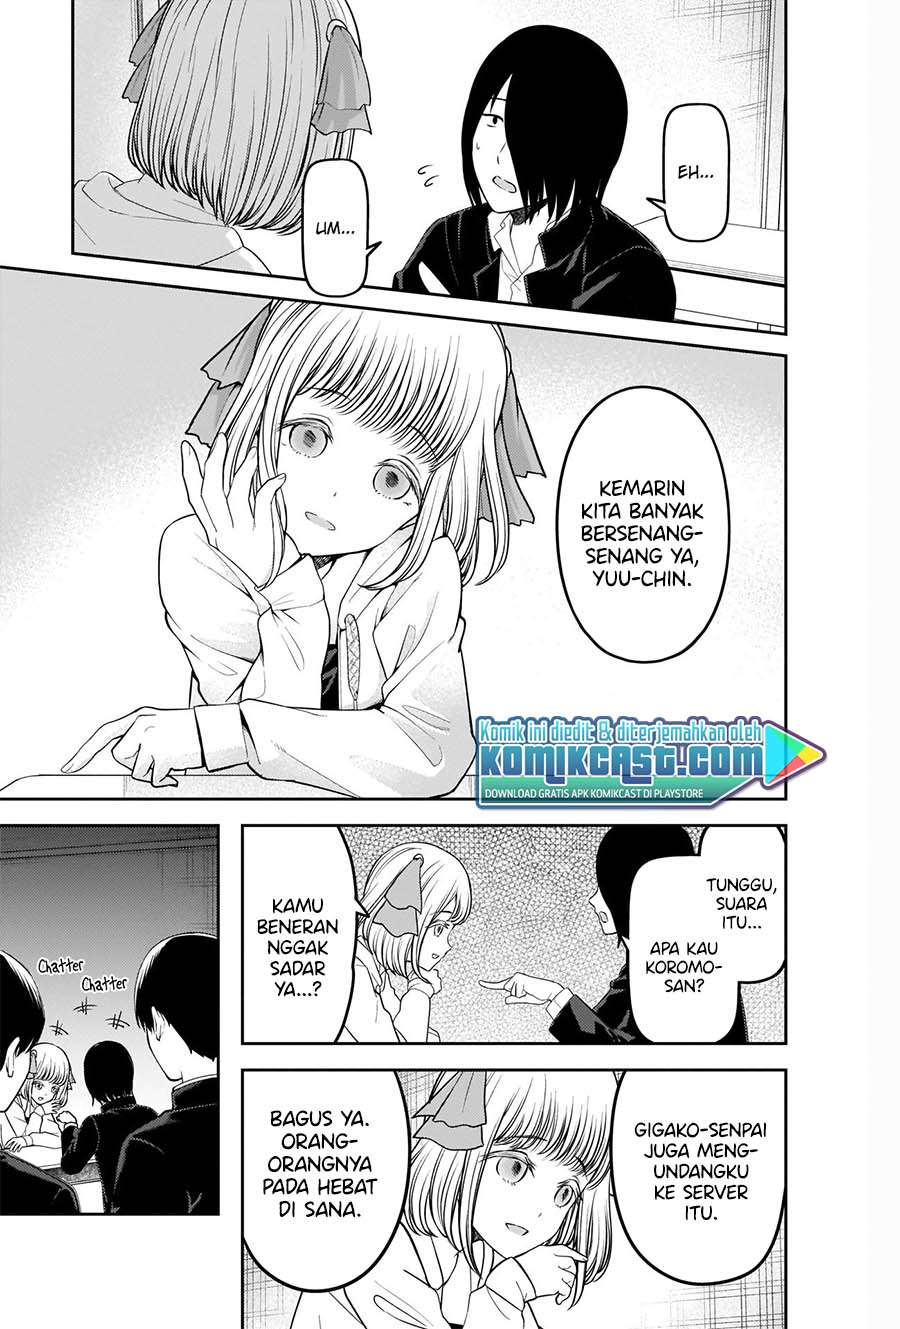 EH...
UM...
KEMARIN
KITA BANYAK
BERSENANG-
SENANG YA,
YUU-CHIN.
Komik ini diedit & diterjemahkan oleh
KOMIKCAST.COM
DOWNLOAD GRATIS APK KOMIKCAST DI PLAYSTORE
TUNGGU,
SUARA
ITU...
APA KAU
KOROMO-
SAN?
KAMU
BENERAN
NGGAK
SADAR
YA...?
Chatter
Chatter
GIGAKO-SENPAI
JUGA MENG-
UNDANGKU
KE SERVER
ITU.
BAGUS YA.
ORANG-
ORANGNYA
PADA HEBAT
DI SANA.